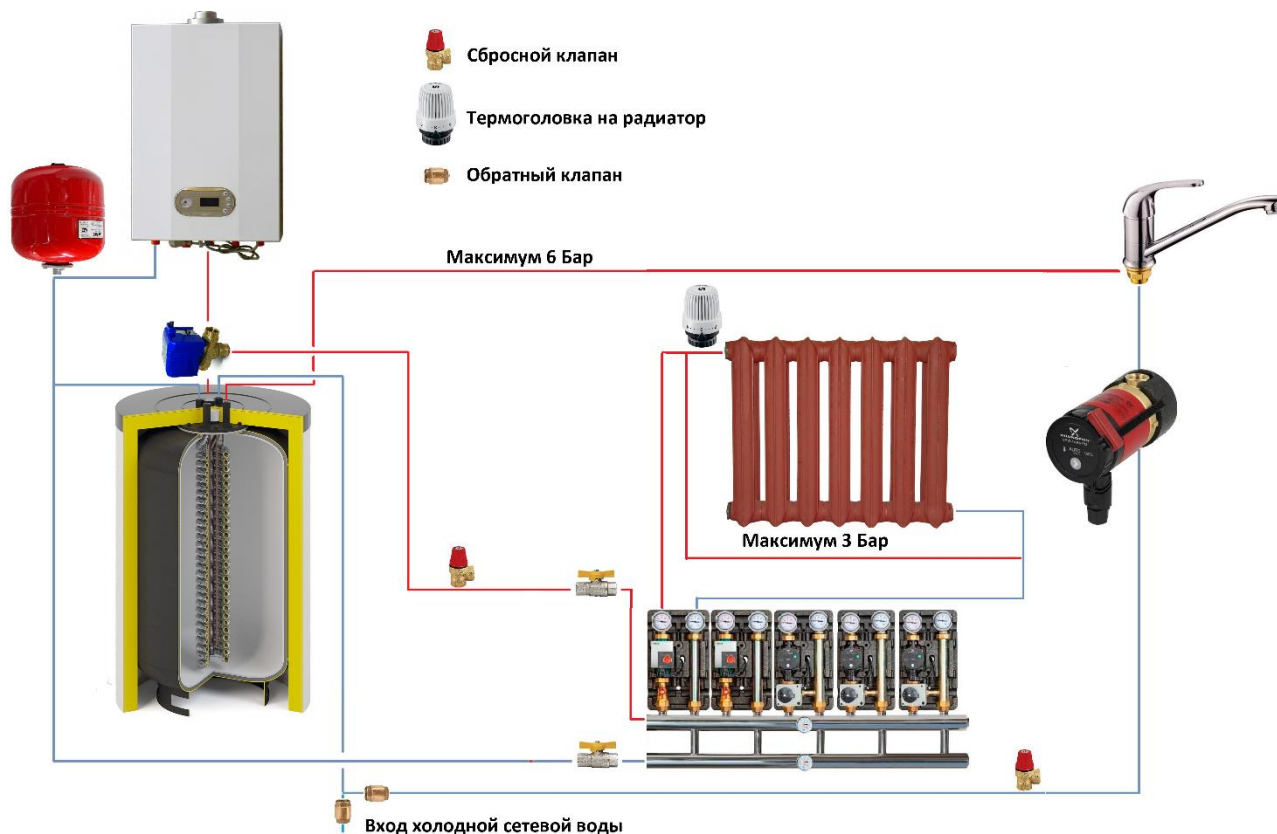 Сбросной клапан
Термоголовка на радиатор
Обратный клапан
Максимум 6 Бар
Максимум 3 Бар
Вход холодной сетевой воды